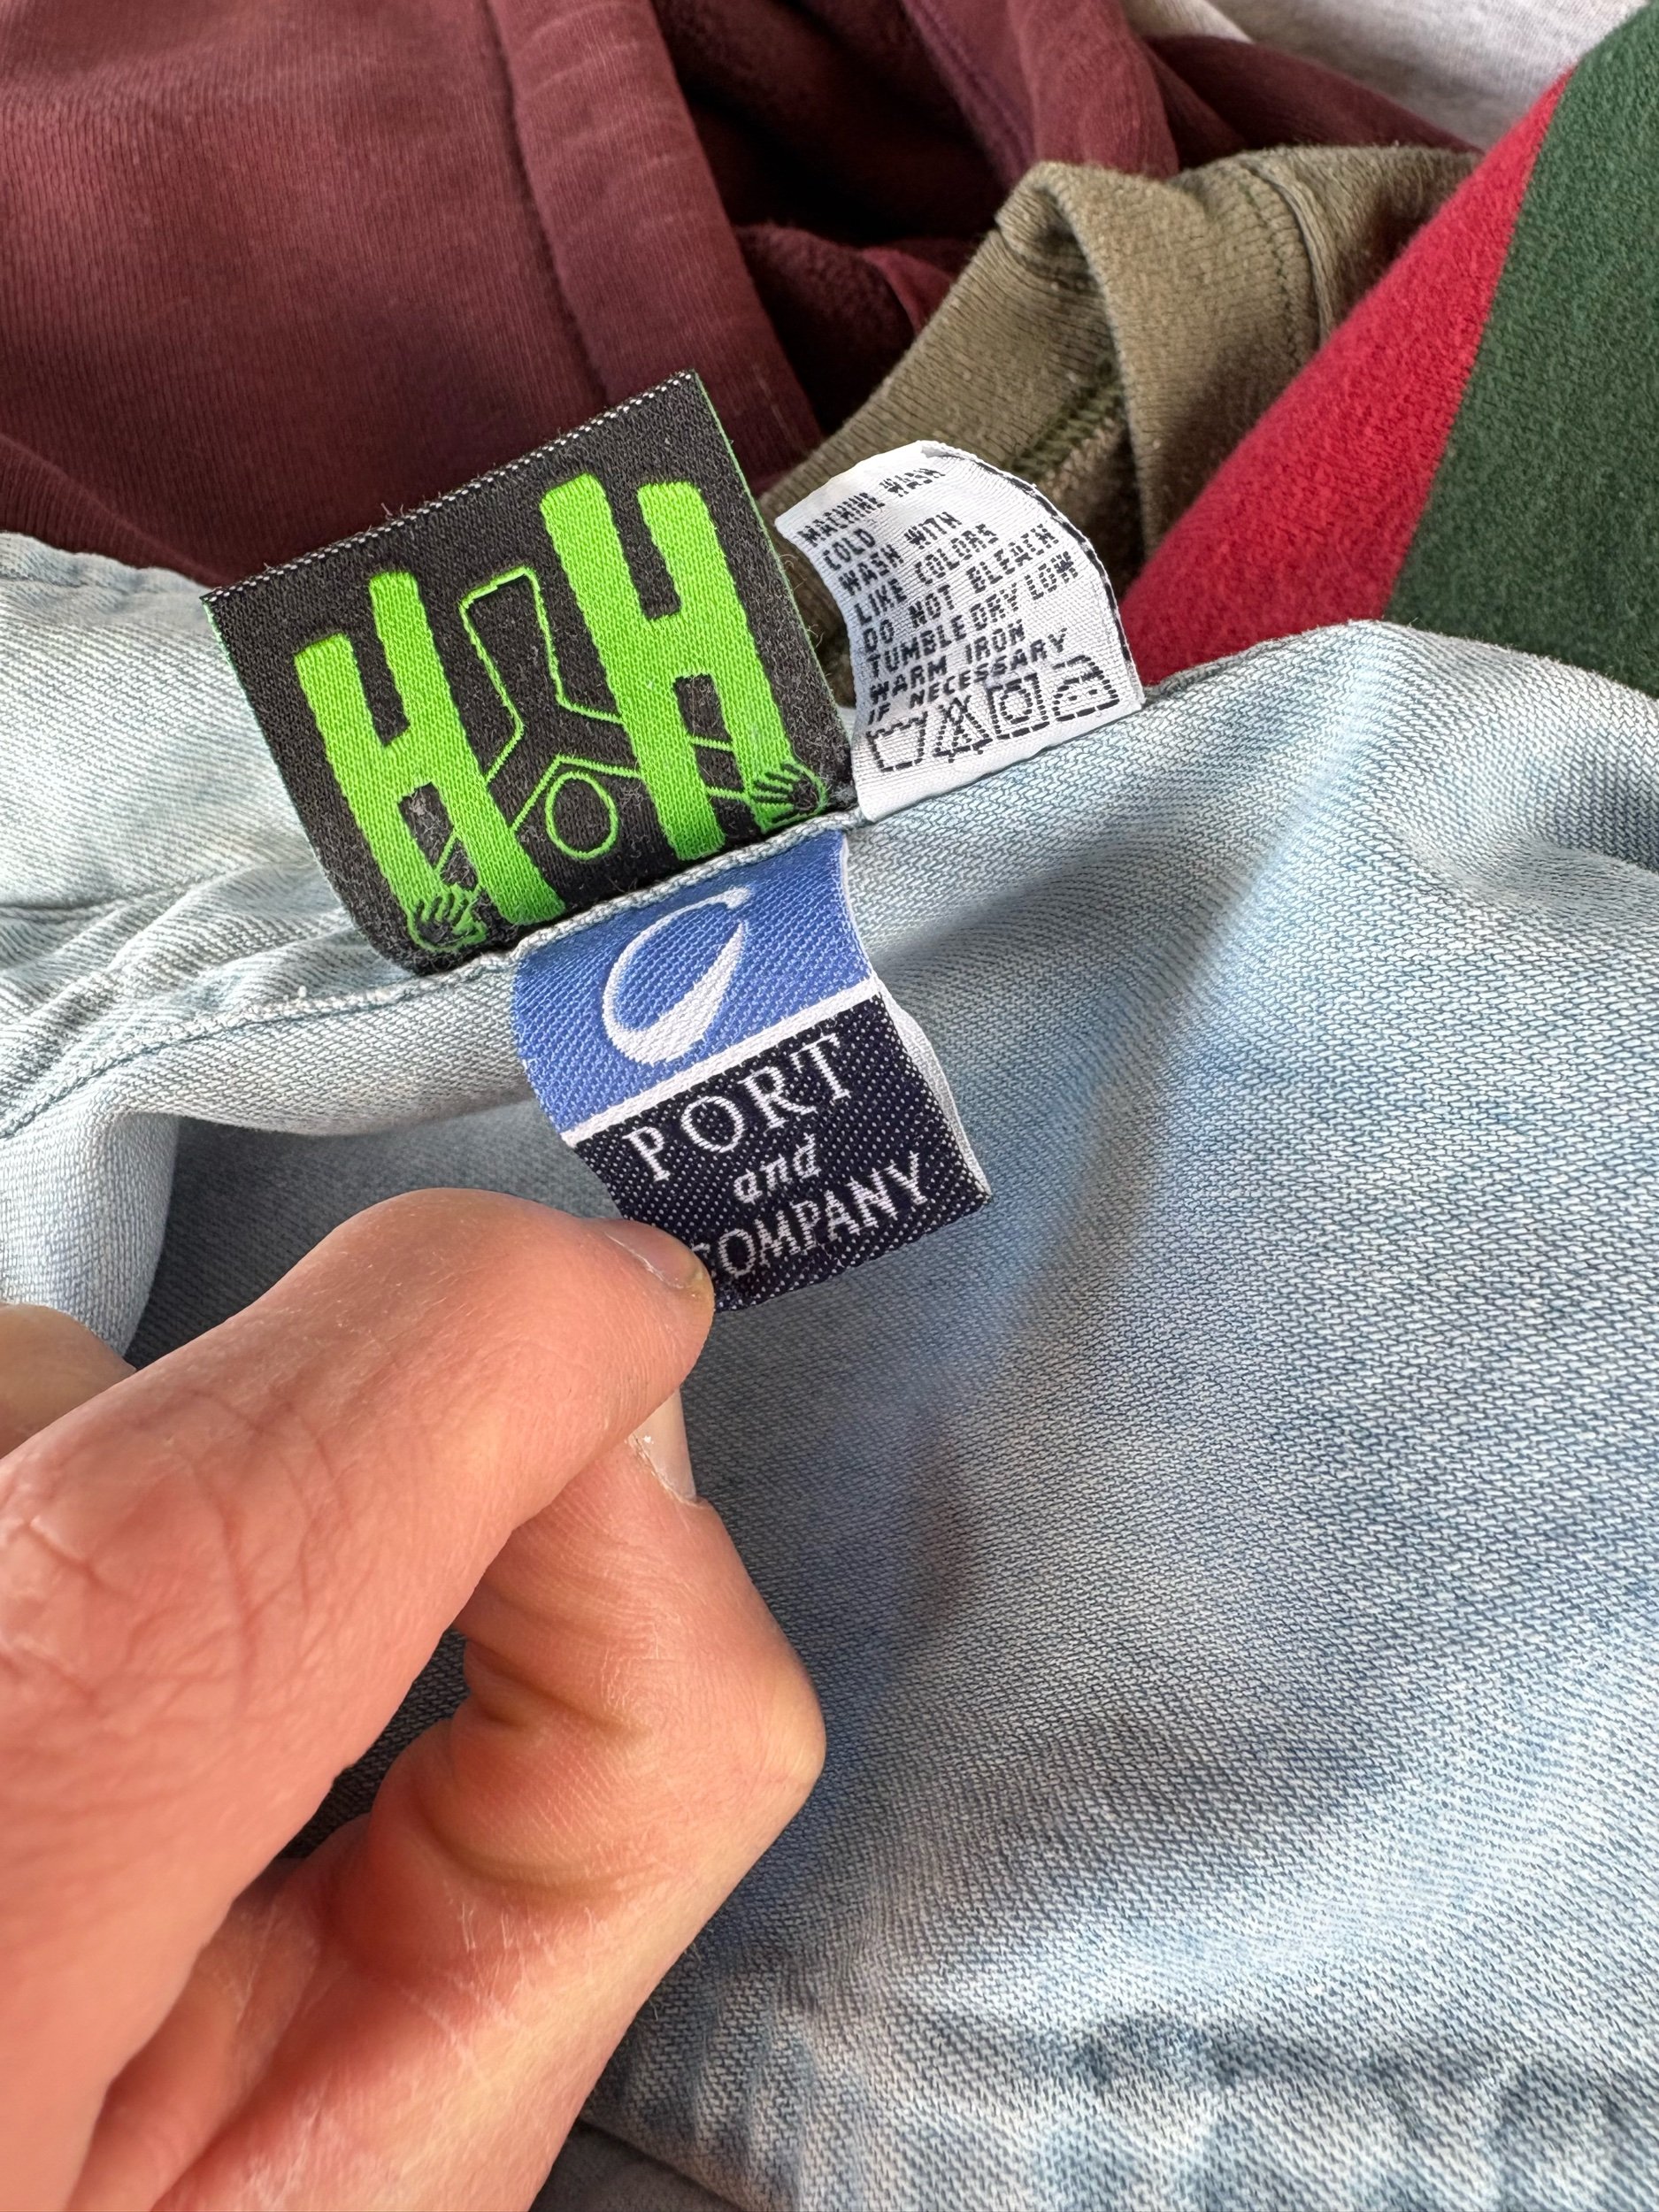 HH
MACHINE WASH
COLD
WASH WITH
LIKE COLORS
DO NOT BLEACH
TUMBLE DRY LOW
WARM IRON
IF NECESSARY
PORT
and
COMPANY